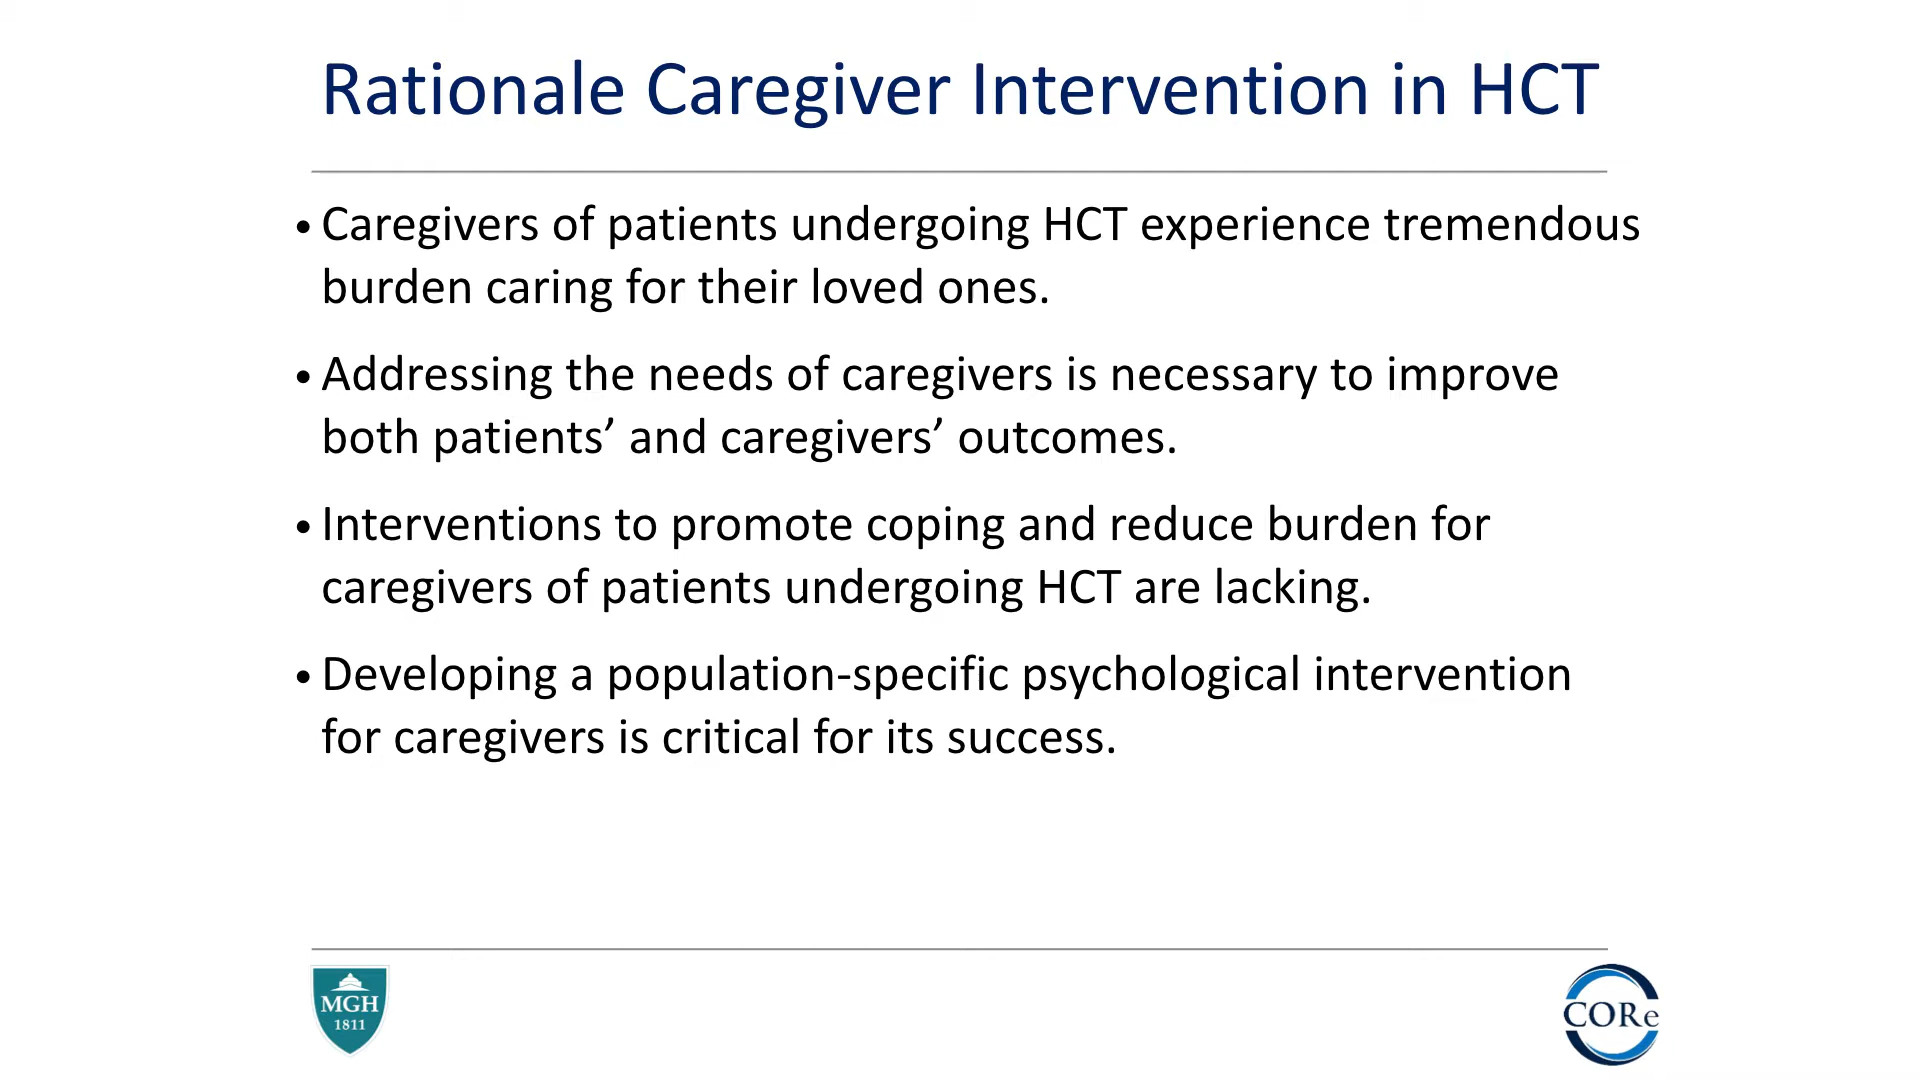 Rationale Caregiver Intervention in HCT
• Caregivers of patients undergoing HCT experience tremendous
burden caring for their loved ones.
• Addressing the needs of caregivers is necessary to improve
both patients’ and caregivers’ outcomes.
• Interventions to promote coping and reduce burden for
caregivers of patients undergoing HCT are lacking.
• Developing a population-specific psychological intervention
for caregivers is critical for its success.
MGH
1811
CORe